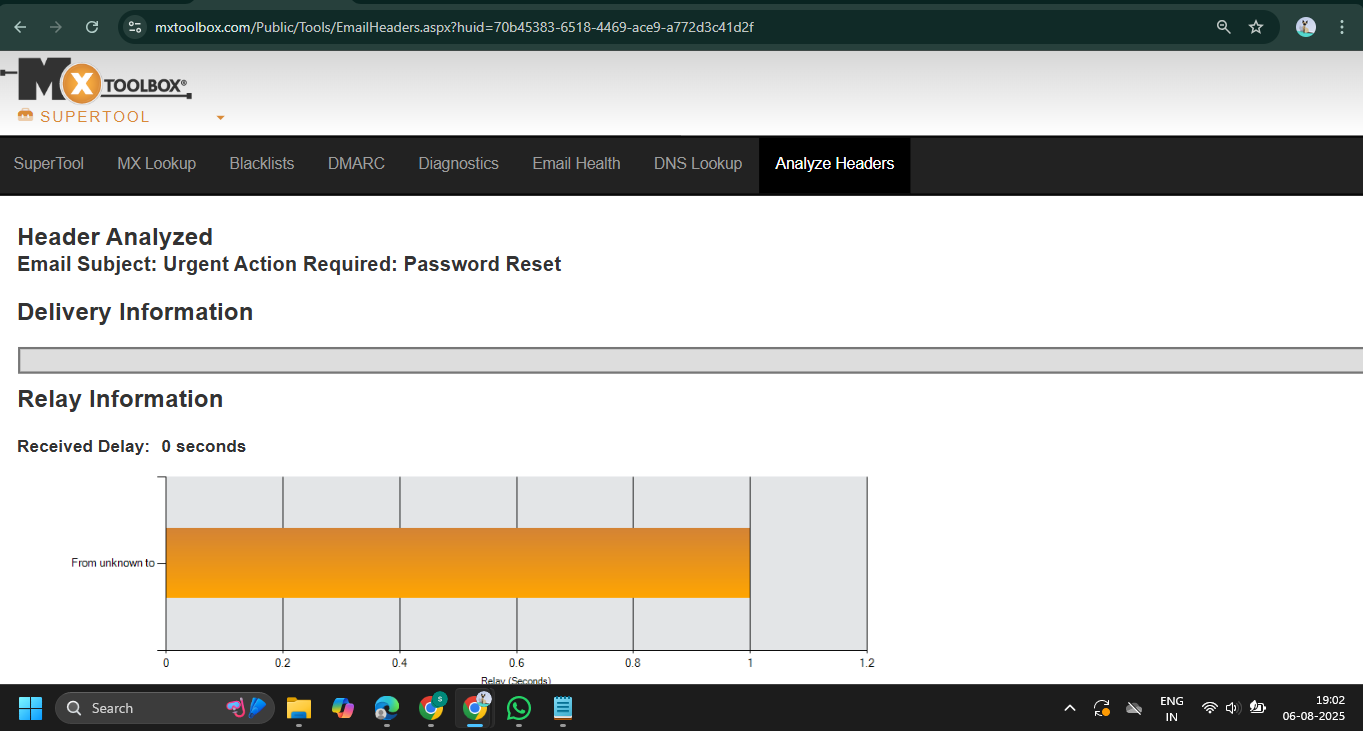 mxtoolbox.com/Public/Tools/EmailHeaders.aspx?huid=70b45383-6518-4469-ace9-a772d3c41d2f
MX TOOLBOX®
SUPERTOOL
SuperTool MX Lookup Blacklists DMARC Diagnostics Email Health DNS Lookup Analyze Headers
Header Analyzed
Email Subject: Urgent Action Required: Password Reset
Delivery Information
Relay Information
Received Delay: 0 seconds
From unknown to
0 0.2 0.4 0.6 0.8 1 1.2
Relay (Seconds)
Search
ENG
IN
19:02
06-08-2025